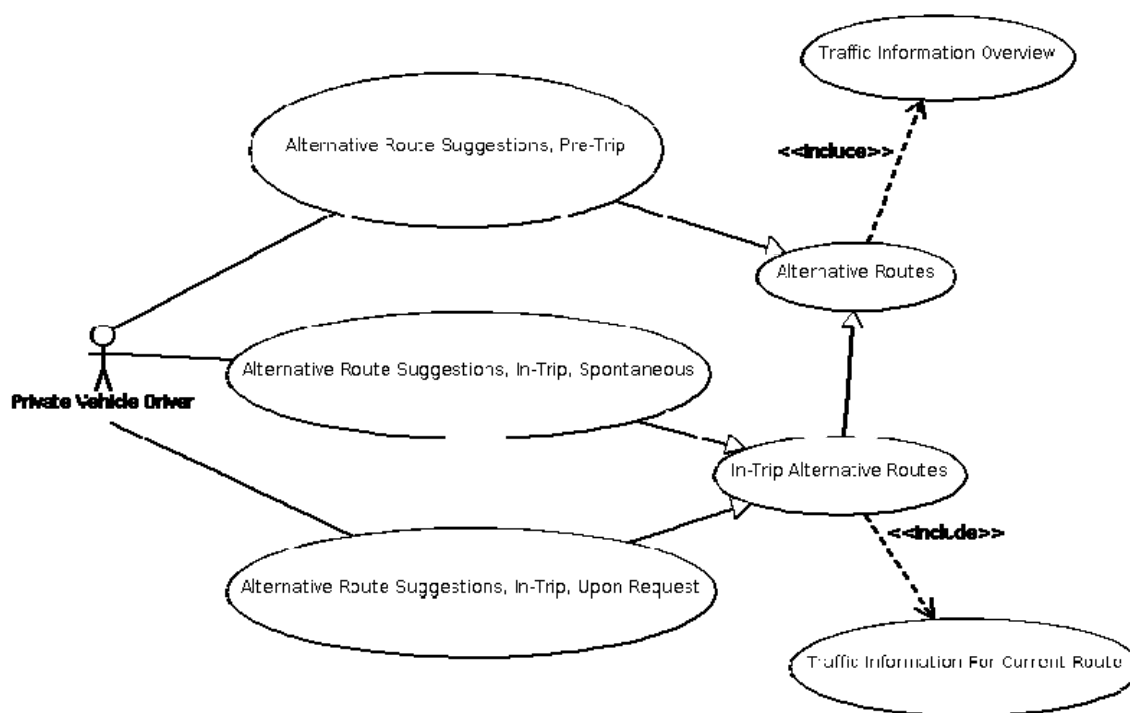 Traffic Information Overview
<<incluce>>
Alternative Route Suggestions, Pre-Trip
Alternative Routes
Alternative Route Suggestions, In-Trip, Spontaneous
Private Vehicle Driver
In-Trip Alternative Routes
<<include>>
Alternative Route Suggestions, In-Trip, Upon Request
Traffic Information For Current Route